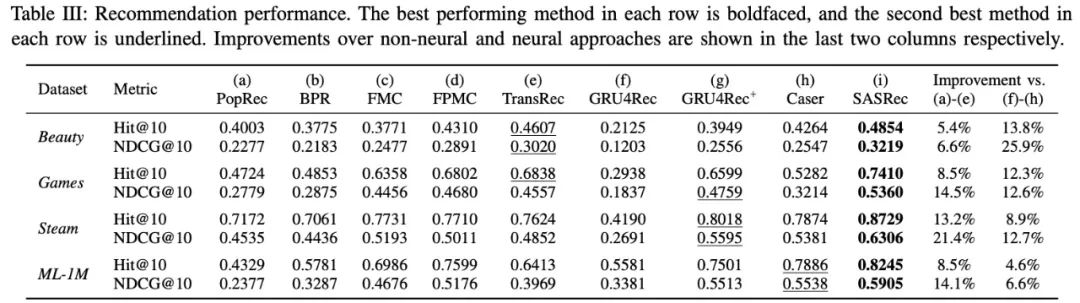 Table III: Recommendation performance. The best performing method in each row is boldfaced, and the second best method in
each row is underlined. Improvements over non-neural and neural approaches are shown in the last two columns respectively.
Dataset Metric (a) PopRec (b) BPR (c) FMC (d) FPMC (e) TransRec (f) GRU4Rec (g) GRU4Rec⁺ (h) Caser (i) SASRec Improvement vs. (a)-(e) (f)-(h)
Beauty Hit@10 0.4003 0.3775 0.3771 0.4310 0.4607 0.2125 0.3949 0.4264 0.4854 5.4% 13.8%
NDCG@10 0.2277 0.2183 0.2477 0.2891 0.3020 0.1203 0.2556 0.2547 0.3219 6.6% 25.9%
Games Hit@10 0.4724 0.4853 0.6358 0.6802 0.6838 0.2938 0.6599 0.5282 0.7410 8.5% 12.3%
NDCG@10 0.2779 0.2875 0.4456 0.4680 0.4557 0.1837 0.4759 0.3214 0.5360 14.5% 12.6%
Steam Hit@10 0.7172 0.7061 0.7731 0.7710 0.7624 0.4190 0.8018 0.7874 0.8729 13.2% 8.9%
NDCG@10 0.4535 0.4436 0.5193 0.5011 0.4852 0.2691 0.5595 0.5381 0.6306 21.4% 12.7%
ML-1M Hit@10 0.4329 0.5781 0.6986 0.7599 0.6413 0.5581 0.7501 0.7886 0.8245 8.5% 4.6%
NDCG@10 0.2377 0.3287 0.4676 0.5176 0.3969 0.3381 0.5513 0.5538 0.5905 14.1% 6.6%